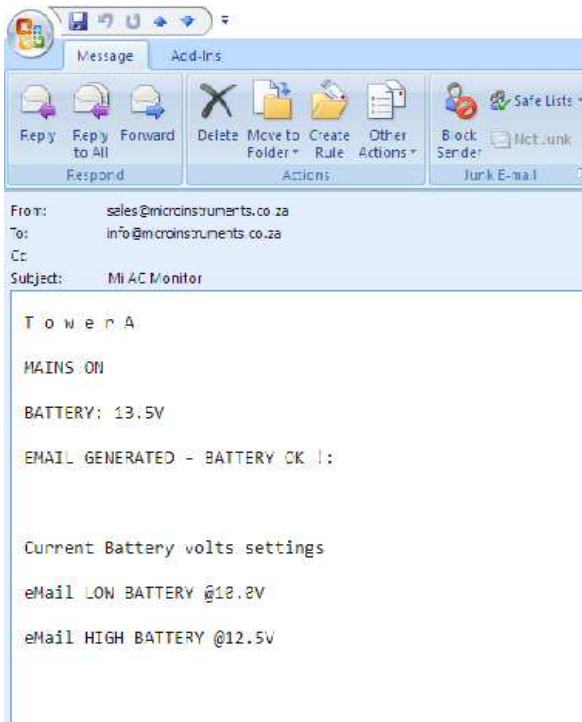 Message Add-Ins
Reply Reply to All Forward Delete Move to Folder Create Rule Other Actions Block Sender Safe Lists Not Junk
Respond Actions Junk E-mail
From: sales@microinstruments.co.za
To: info@microinstruments.co.za
Cc:
Subject: Mi AC Monitor
T o w e r A
MAINS ON
BATTERY: 13.5V
EMAIL GENERATED - BATTERY OK !:
Current Battery volts settings
eMail LOW BATTERY
eMail HIGH BATTERY @12.5V